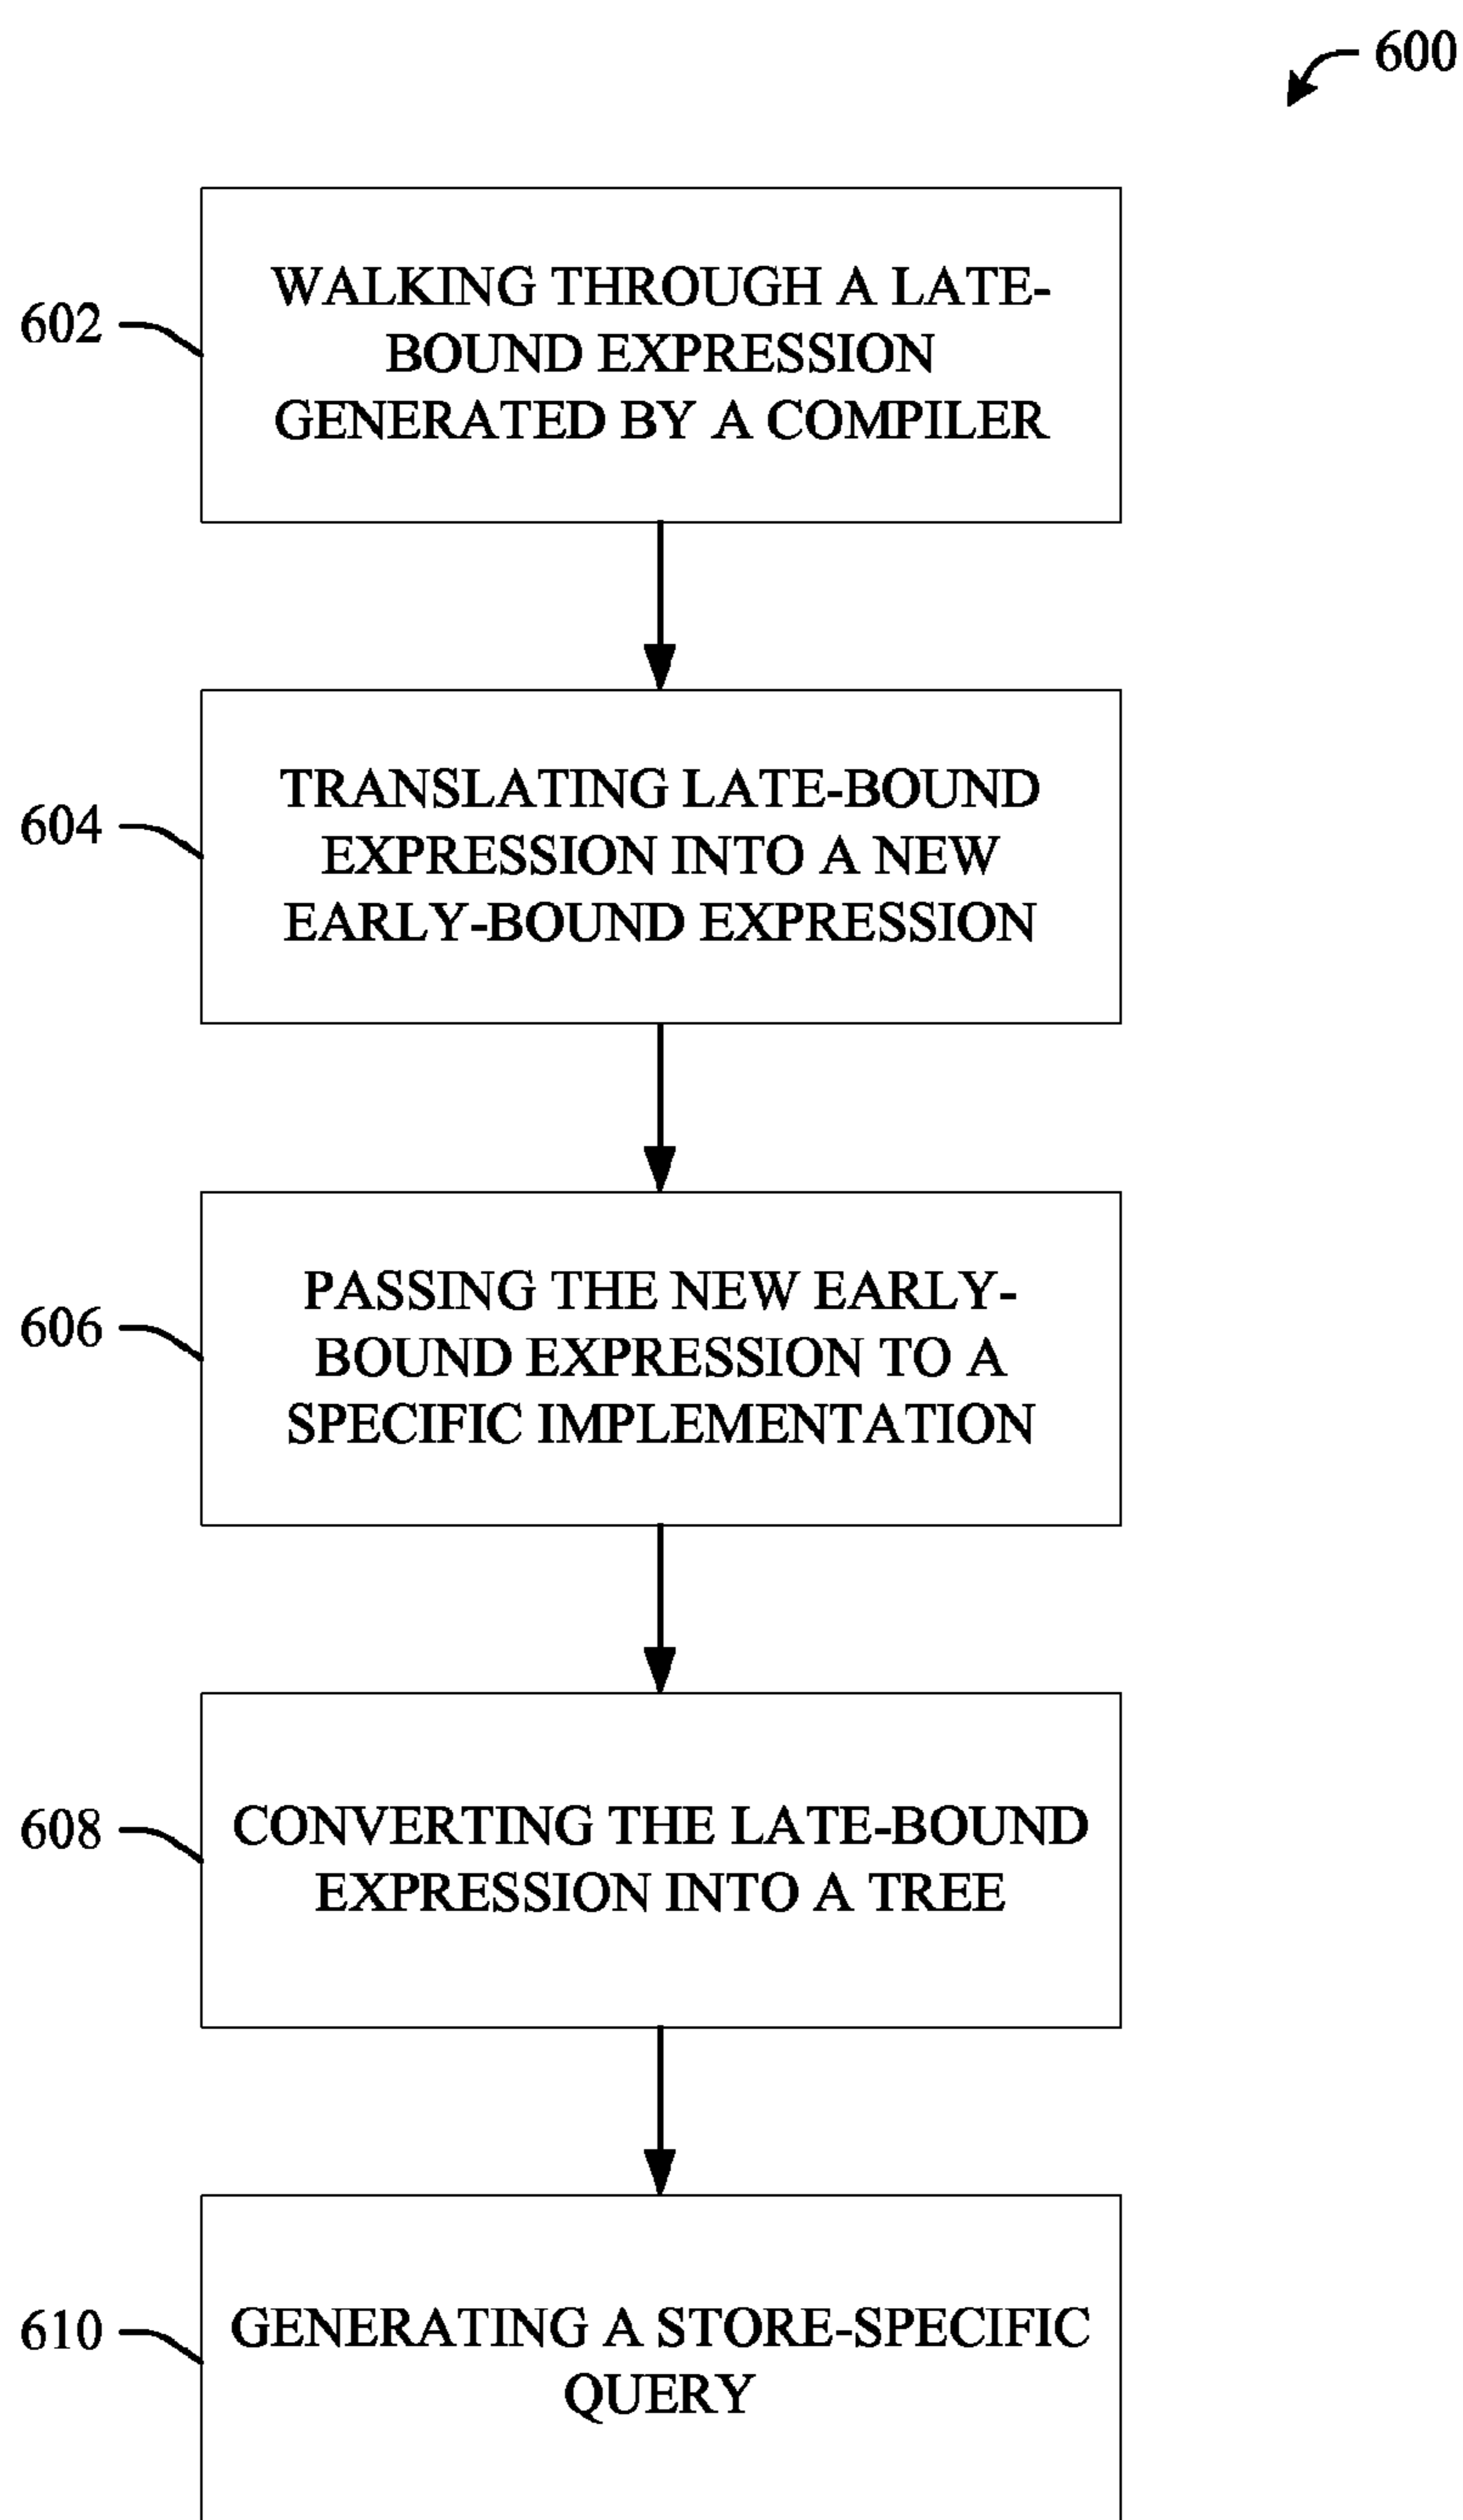 600
602
WALKING THROUGH A LATE-
BOUND EXPRESSION
GENERATED BY A COMPILER
604
TRANSLATING LATE-BOUND
EXPRESSION INTO A NEW
EARLY-BOUND EXPRESSION
606
PASSING THE NEW EARLY-
BOUND EXPRESSION TO A
SPECIFIC IMPLEMENTATION
608
CONVERTING THE LATE-BOUND
EXPRESSION INTO A TREE
610
GENERATING A STORE-SPECIFIC
QUERY